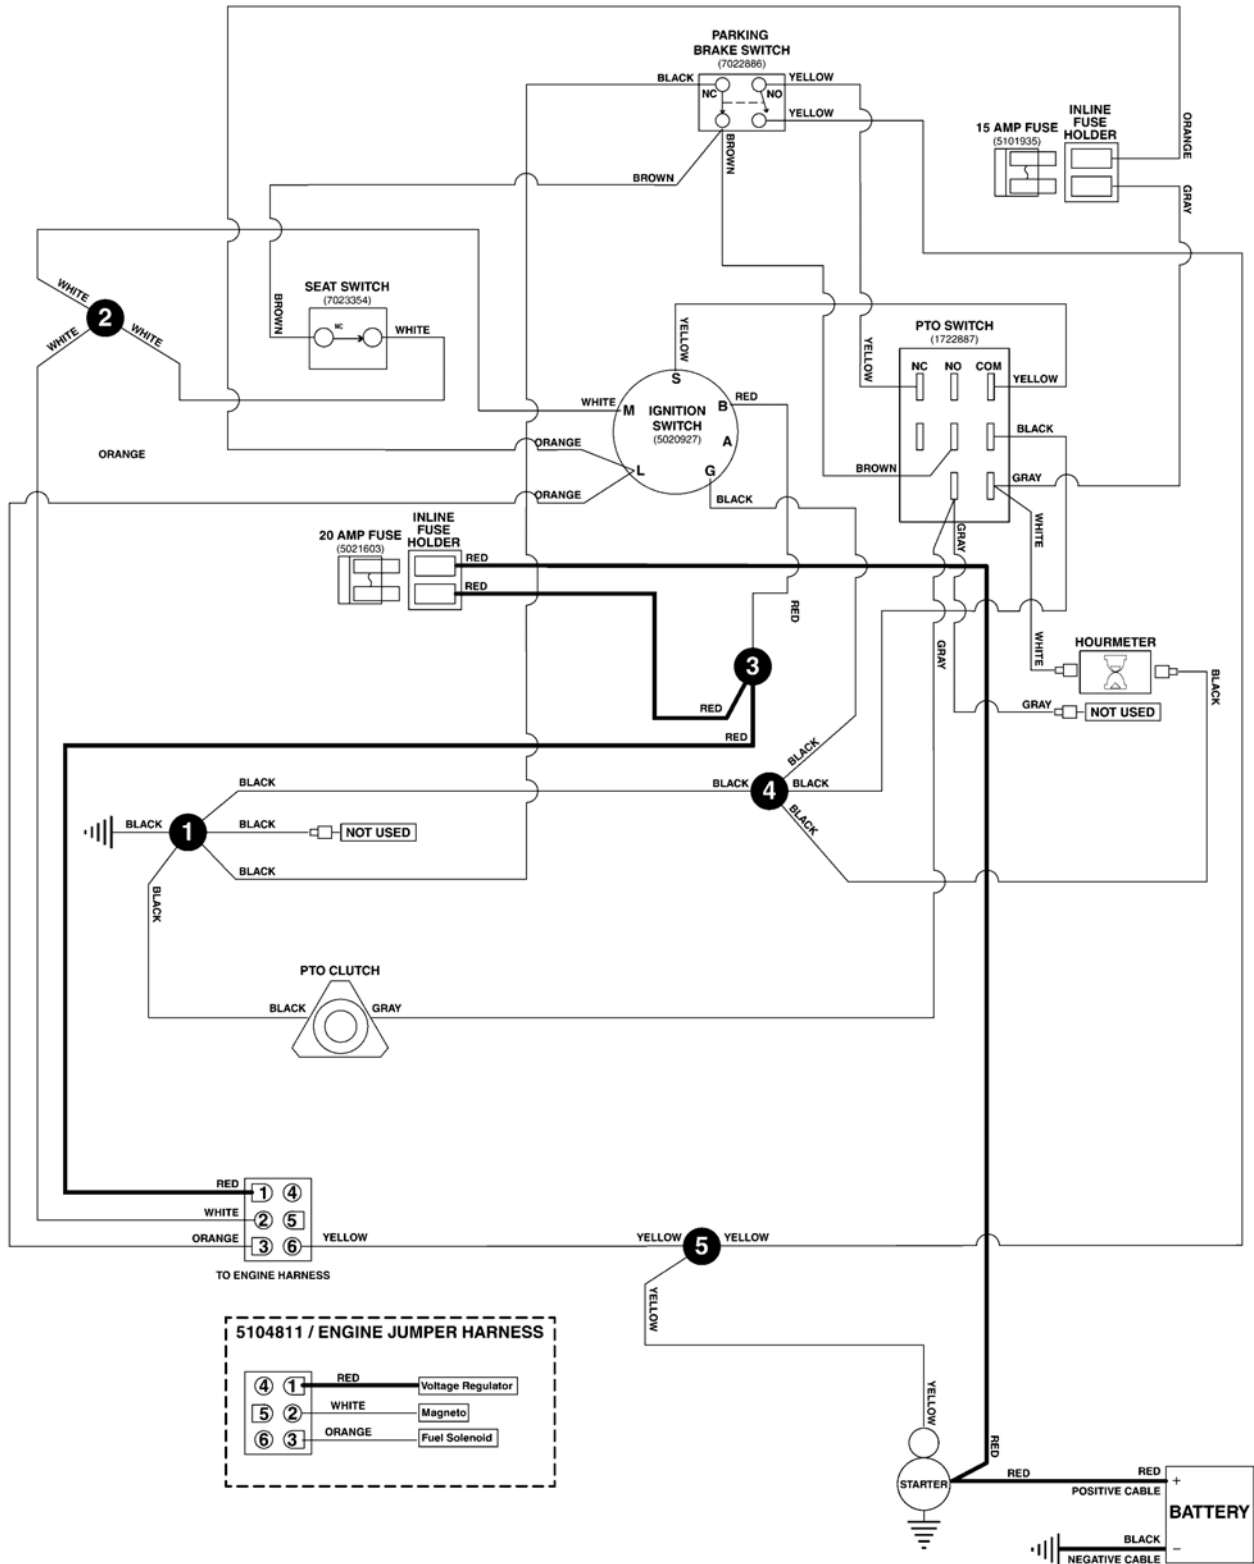 PARKING
BRAKE SWITCH
(7022886)
BLACK
YELLOW
NC
NO
YELLOW
BROWN
BROWN
15 AMP FUSE
(5101935)
INLINE
FUSE
HOLDER
ORANGE
GRAY
WHITE
2
WHITE
WHITE
SEAT SWITCH
(7023354)
BROWN
NC
WHITE
YELLOW
S
WHITE
M
IGNITION
SWITCH
(5020927)
B
RED
A
L
G
BLACK
ORANGE
ORANGE
ORANGE
YELLOW
PTO SWITCH
(1722887)
NC
NO
COM
YELLOW
BLACK
BROWN
GRAY
GRAY
WHITE
20 AMP FUSE
(5021603)
INLINE
FUSE
HOLDER
RED
RED
RED
3
RED
RED
GRAY
WHITE
HOURMETER
BLACK
GRAY
NOT USED
BLACK
BLACK
BLACK
4
BLACK
BLACK
BLACK
1
BLACK
NOT USED
BLACK
BLACK
PTO CLUTCH
BLACK
GRAY
RED
1
4
WHITE
2
5
ORANGE
3
6
YELLOW
TO ENGINE HARNESS
YELLOW
5
YELLOW
YELLOW
5104811 / ENGINE JUMPER HARNESS
4
1
RED
Voltage Regulator
5
2
WHITE
Magneto
6
3
ORANGE
Fuel Solenoid
YELLOW
RED
STARTER
RED
RED
POSITIVE CABLE
+
BATTERY
BLACK
−
NEGATIVE CABLE